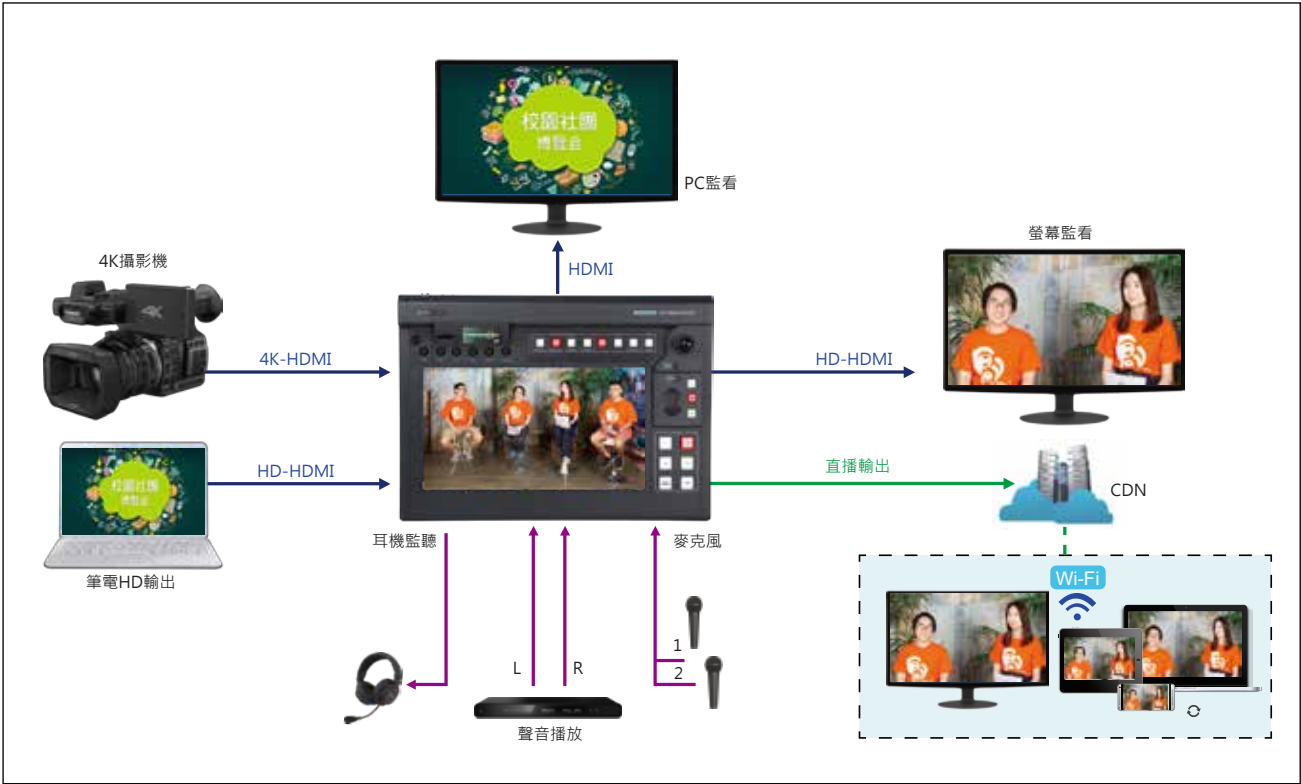 校園社團
博覽会
PC監看
螢幕監看
4K攝影機
4K
HDMI
4K-HDMI
HD-HDMI
校園社團
博覽会
HD-HDMI
直播輸出
CDN
筆電HD輸出
耳機監聽
麥克風
Wi-Fi
1
2
L
R
聲音播放